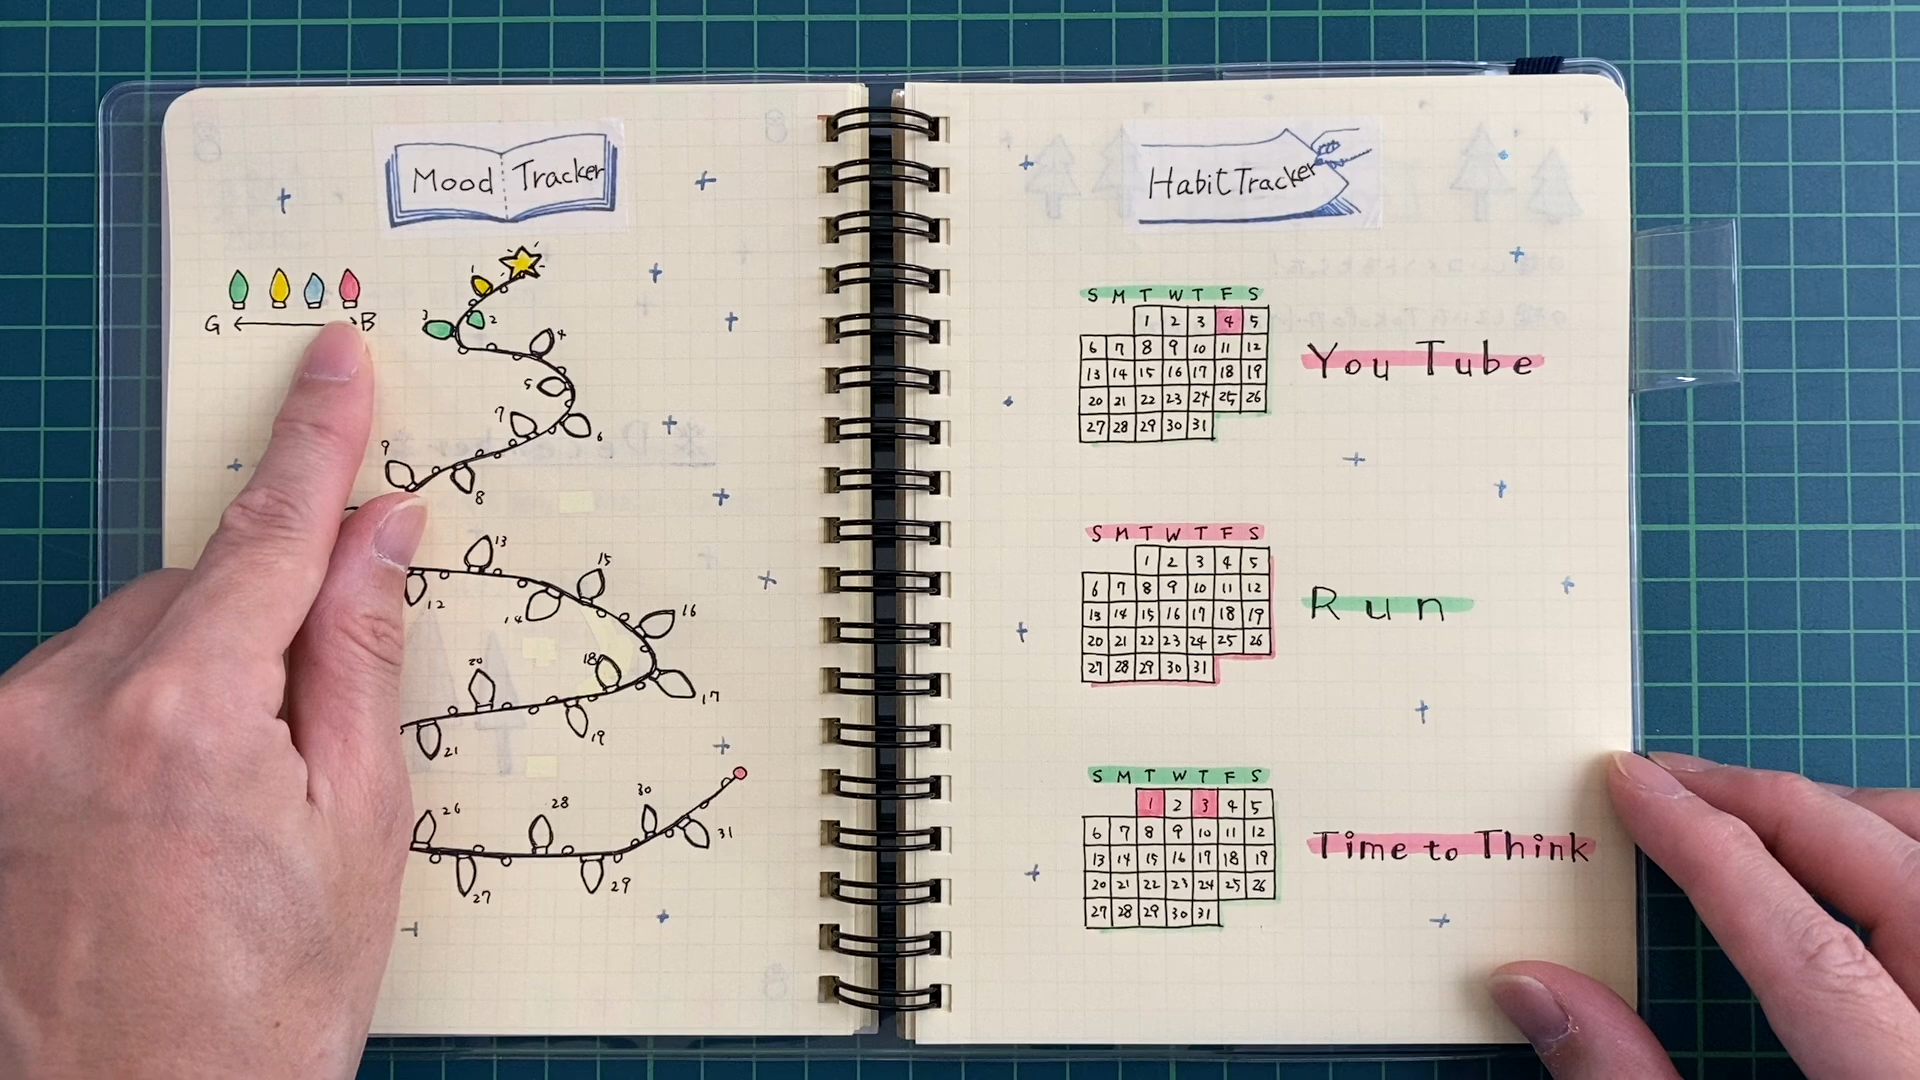 Mood Tracker
G B
1
2
3
4
5
6
7
8
9
12
13
14
15
16
17
18
19
20
21
26
27
28
29
30
31
Habit Tracker
S M T W T F S
1 2 3 4 5
6 7 8 9 10 11 12
13 14 15 16 17 18 19
20 21 22 23 24 25 26
27 28 29 30 31
You Tube
S M T W T F S
1 2 3 4 5
6 7 8 9 10 11 12
13 14 15 16 17 18 19
20 21 22 23 24 25 26
27 28 29 30 31
Run
S M T W T F S
1 2 3 4 5
6 7 8 9 10 11 12
13 14 15 16 17 18 19
20 21 22 23 24 25 26
27 28 29 30 31
Time to Think